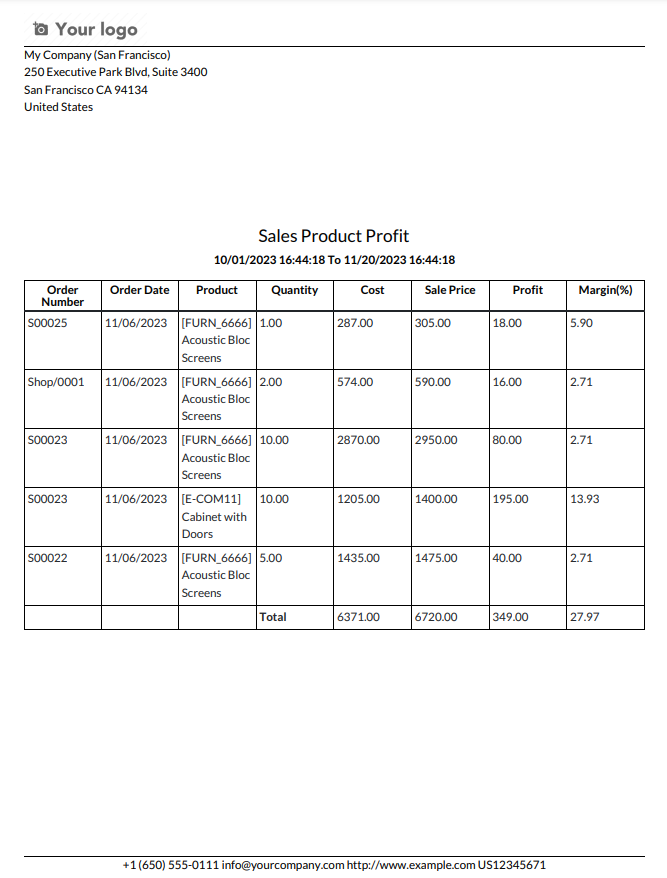 Your logo
My Company (San Francisco)
250 Executive Park Blvd, Suite 3400
San Francisco CA 94134
United States
Sales Product Profit
10/01/2023 16:44:18 To 11/20/2023 16:44:18
Order Number Order Date Product Quantity Cost Sale Price Profit Margin(%)
S00025 11/06/2023 [FURN_6666] Acoustic Bloc Screens 1.00 287.00 305.00 18.00 5.90
Shop/0001 11/06/2023 [FURN_6666] Acoustic Bloc Screens 2.00 574.00 590.00 16.00 2.71
S00023 11/06/2023 [FURN_6666] Acoustic Bloc Screens 10.00 2870.00 2950.00 80.00 2.71
S00023 11/06/2023 [E-COM11] Cabinet with Doors 10.00 1205.00 1400.00 195.00 13.93
S00022 11/06/2023 [FURN_6666] Acoustic Bloc Screens 5.00 1435.00 1475.00 40.00 2.71
Total 6371.00 6720.00 349.00 27.97
+1 (650) 555-0111 info@yourcompany.com http://www.example.com US12345671